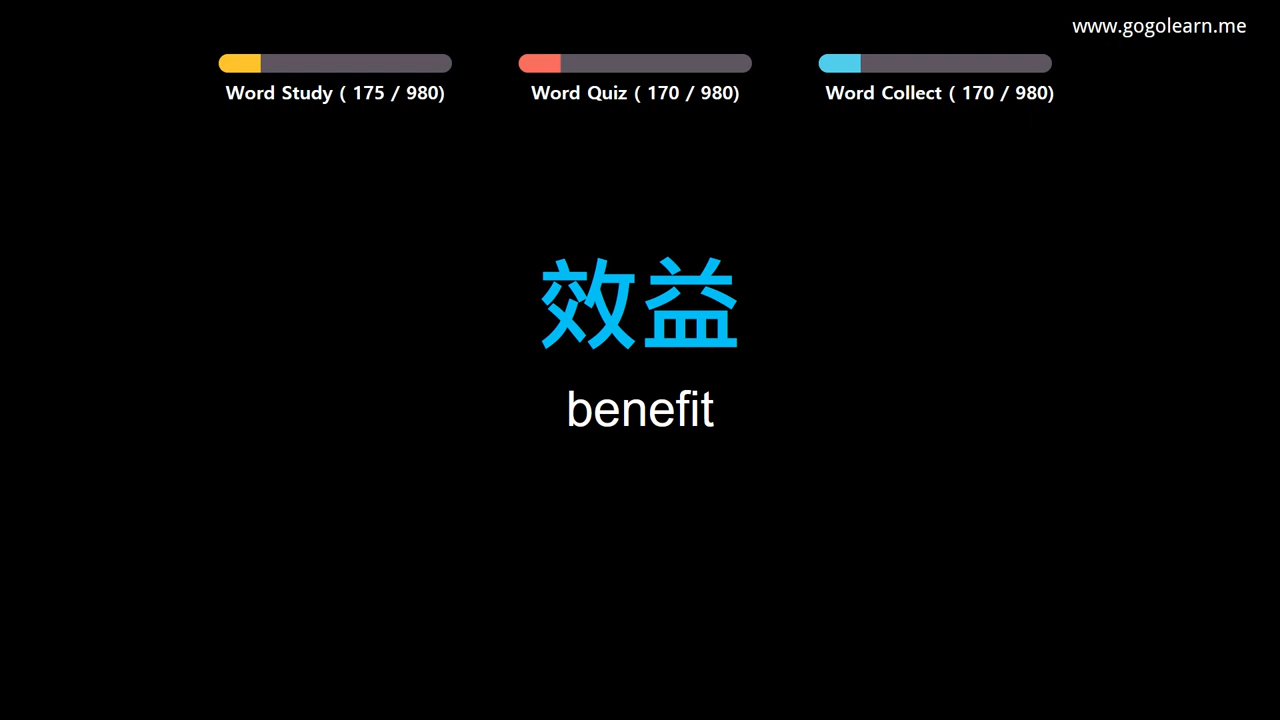 www.gogolearn.me
Word Study ( 175 / 980)
Word Quiz ( 170 / 980)
Word Collect ( 170 / 980)
效益
benefit